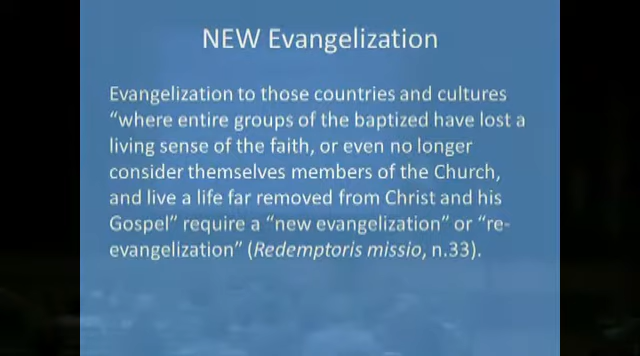 NEW Evangelization
Evangelization to those countries and cultures
“where entire groups of the baptized have lost a
living sense of the faith, or even no longer
consider themselves members of the Church,
and live a life far removed from Christ and his
Gospel” require a “new evangelization” or “re-
evangelization” (Redemptoris missio, n.33).